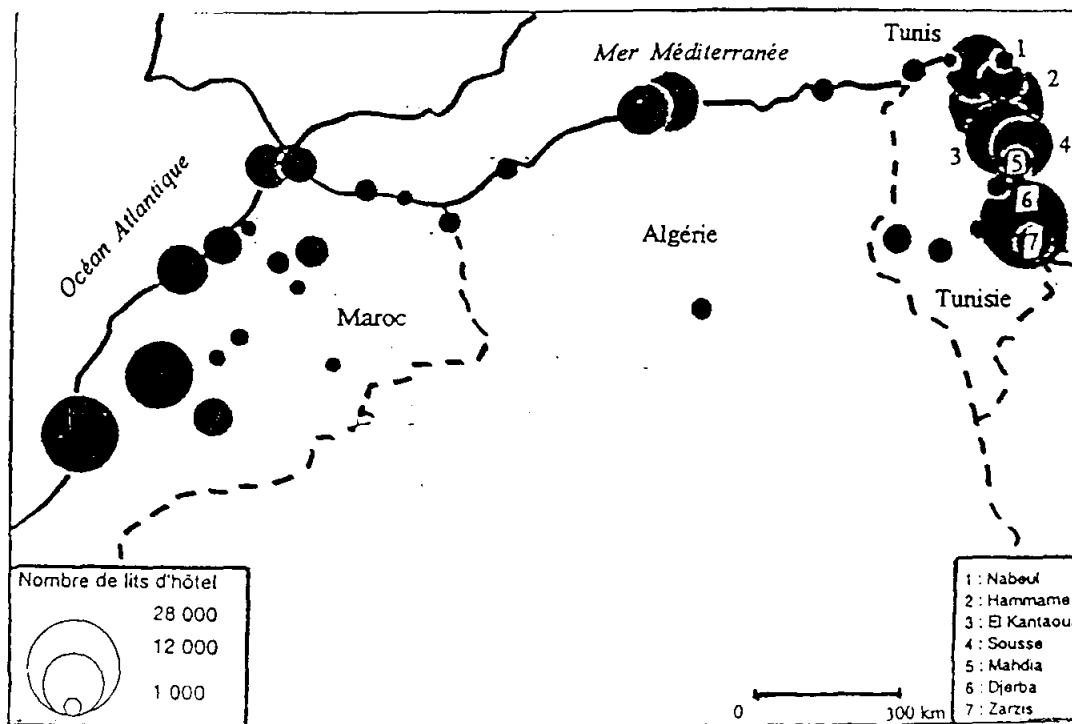 Tunis
Mer Méditerranée
1
2
3
4
5
6
7
Océan Atlantique
Algérie
Maroc
Tunisie
Nombre de lits d'hôtel
28 000
12 000
1 000
0
300 km
1 : Nabeul
2 : Hammame
3 : El Kantaoui
4 : Sousse
5 : Mahdia
6 : Djerba
7 : Zarzis